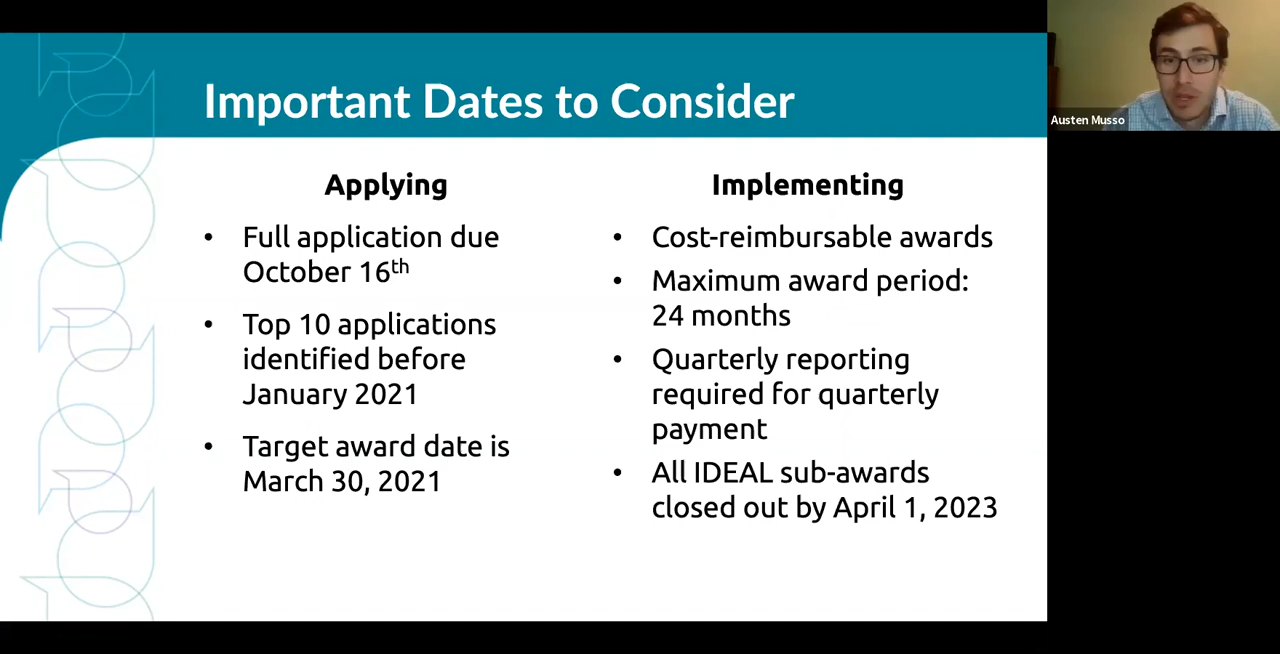 Important Dates to Consider
Applying
• Full application due
October 16th
• Top 10 applications
identified before
January 2021
• Target award date is
March 30, 2021
Implementing
• Cost-reimbursable awards
• Maximum award period:
24 months
• Quarterly reporting
required for quarterly
payment
• All IDEAL sub-awards
closed out by April 1, 2023
Austen Musso